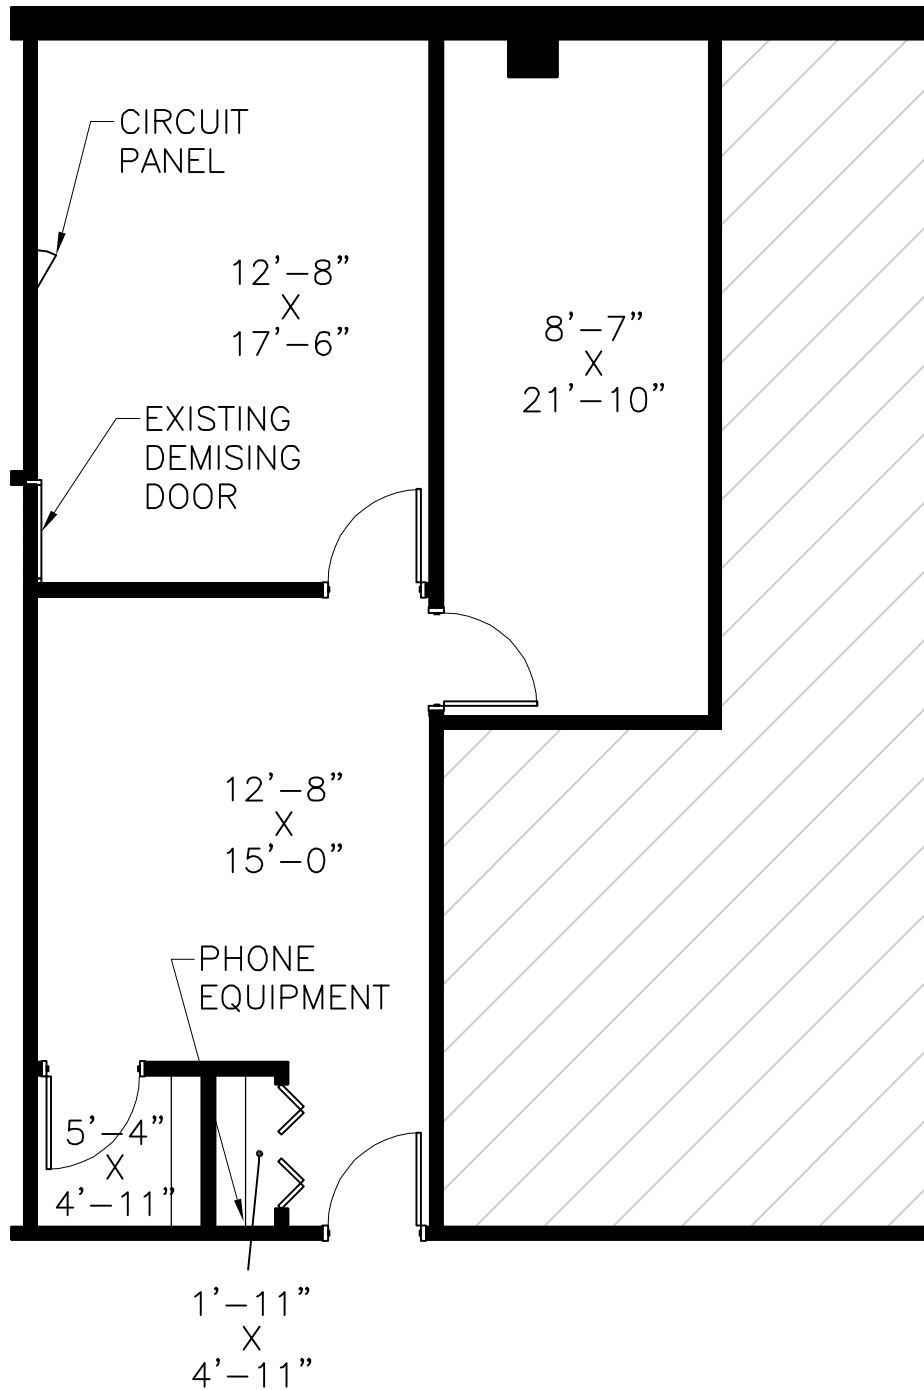 CIRCUIT
PANEL
12'-8"
X
17'-6"
8'-7"
X
21'-10"
EXISTING
DEMISING
DOOR
12'-8"
X
15'-0"
PHONE
EQUIPMENT
5'-4"
X
4'-11"
1'-11"
X
4'-11"